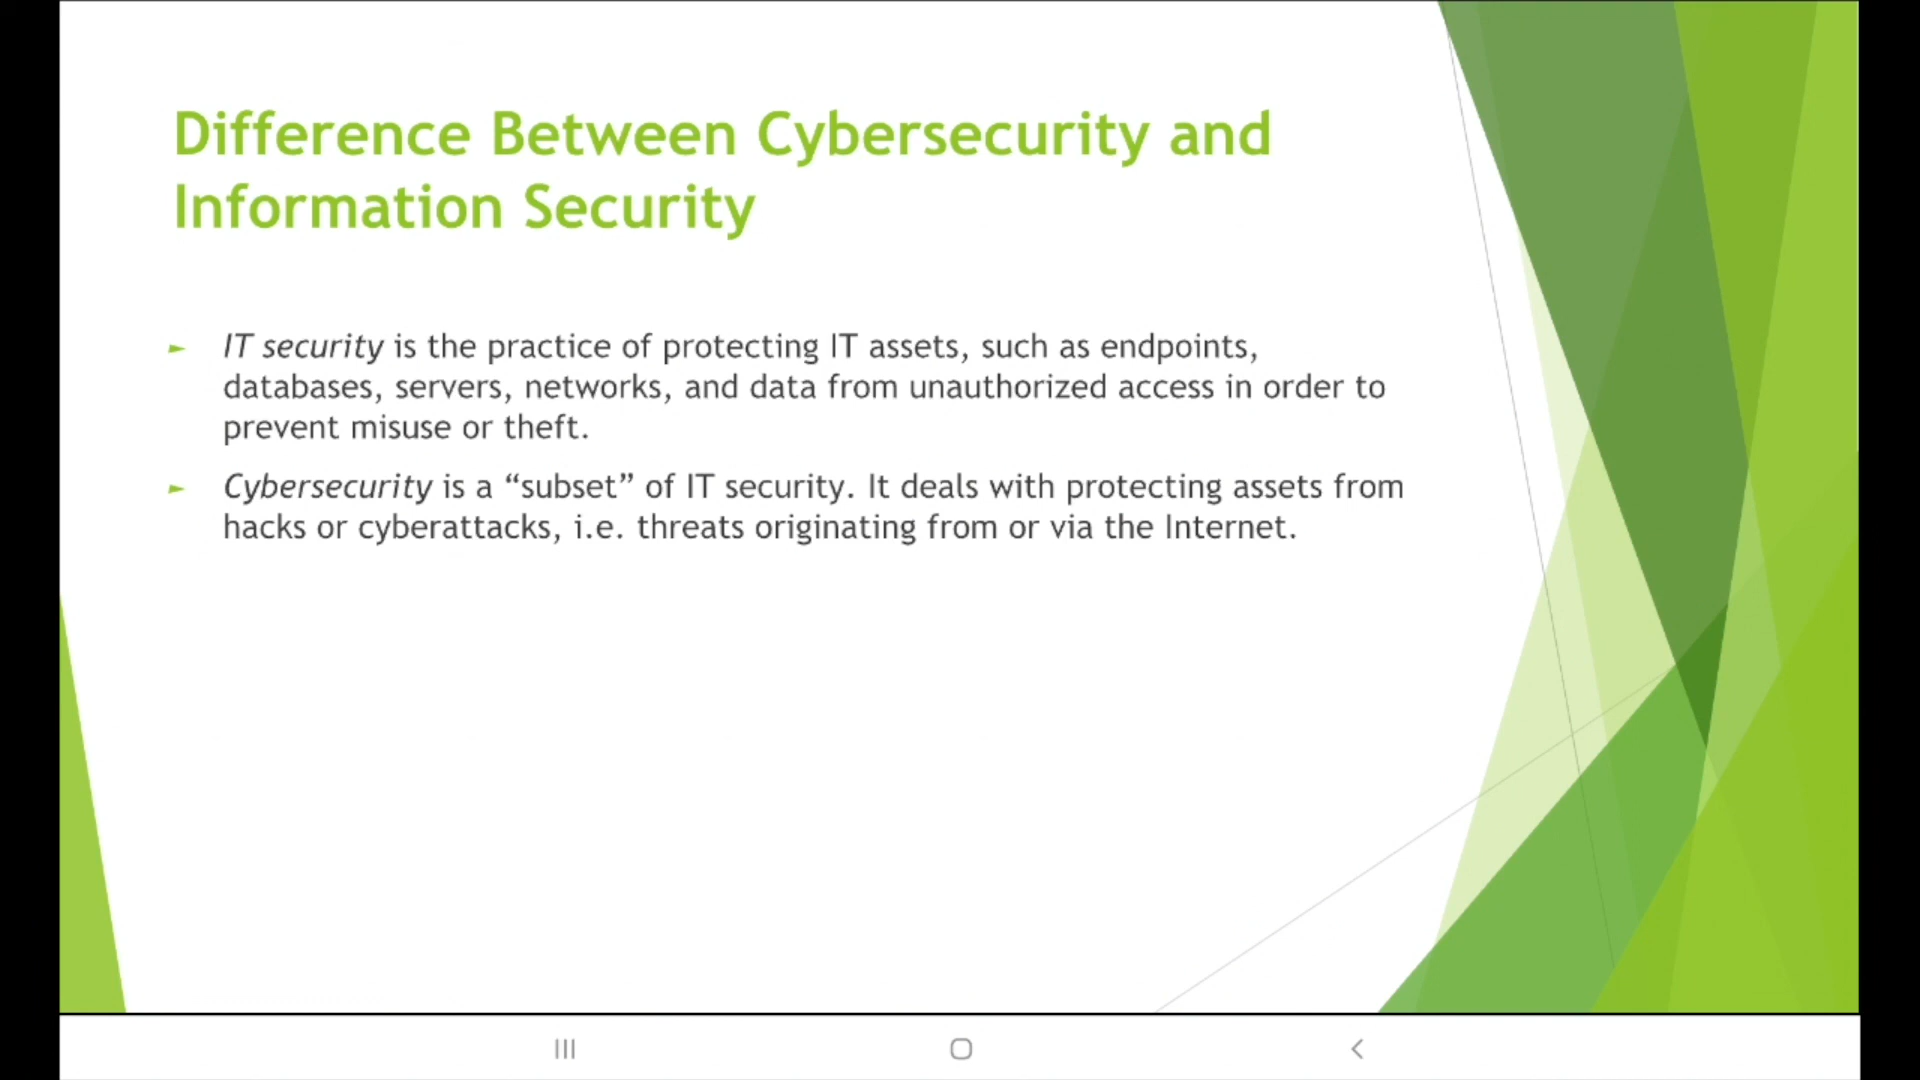 Difference Between Cybersecurity and
Information Security
IT security is the practice of protecting IT assets, such as endpoints,
databases, servers, networks, and data from unauthorized access in order to
prevent misuse or theft.
Cybersecurity is a “subset” of IT security. It deals with protecting assets from
hacks or cyberattacks, i.e. threats originating from or via the Internet.